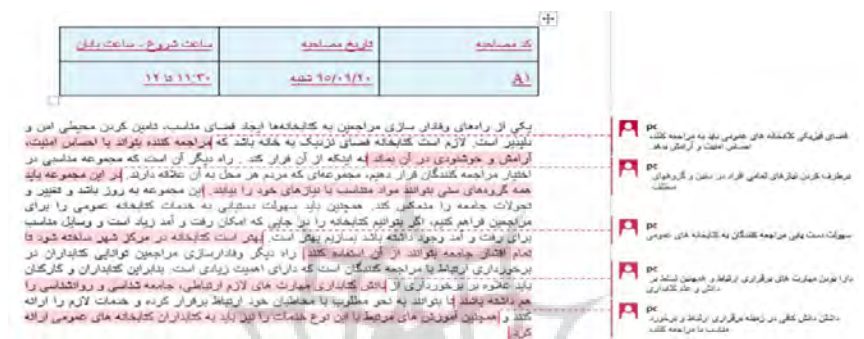 کد مصاحبه
تاریخ مصاحبه
ساعت شروع - ساعت پایان
A۱
۹۵/۰۹/۲۰ شنبه
۱۱:۳۰ تا ۱۲
یکی از راه‌های وفادار سازی مراجعین به کتابخانه‌ها ایجاد فضای مناسب، تامین کردن محیطی امن و
دلپذیر است. لازم است کتابخانه فضای نزدیک به خانه باشد که مراجعه کننده بتواند با احساس امنیت،
آرامش و خوشنودی در آن بماند نه اینکه از آن فرار کند. راه دیگر آن است که مجموعه مناسبی در
اختیار مراجعه کنندگان قرار دهیم، مجموعه‌ای که مردم هر محل به آن علاقه دارند. در این مجموعه باید
همه گروه‌های سنی بتوانند مواد متناسب با نیازهای خود را بیابند. این مجموعه به روز باشد و تغییر و
تحولات جامعه را منعکس کند. همچنین باید سهولت دستیابی به خدمات کتابخانه عمومی را برای
مراجعین فراهم کنیم، اگر بتوانیم کتابخانه را در جایی که امکان رفت و آمد زیاد است و وسایل مناسب
برای رفت و آمد وجود داشته باشد بسازیم بهتر است. بهتر است کتابخانه در مرکز شهر ساخته شود تا
تمام اقشار جامعه بتوانند از آن استفاده کنند. راه دیگر وفادارسازی مراجعین توانایی کتابداران در
برخورداری ارتباط با مراجعه کنندگان است که دارای اهمیت زیادی است. بنابراین کتابداران و کارکنان
باید علاوه بر برخورداری از دانش کتابداری مهارت های لازم ارتباطی، جامعه شناسی و روانشناسی را
هم داشته باشند تا بتوانند به نحو مطلوب با مخاطبان خود ارتباط برقرار کرده و خدمات لازم را ارائه
کنند و همچنین آموزش های مرتبط با این نوع خدمات را نیز باید به کتابداران کتابخانه های عمومی ارائه
کرد.
pc
فضای فیزیکی کتابخانه های عمومی باید به مراجعه کننده
احساس امنیت و آرامش بدهد
pc
برطرف کردن نیازهای تمامی افراد در سنین و گروههای
مختلف
pc
سهولت دست یابی مراجعه کنندگان به کتابخانه های عمومی
pc
دارا بودن مهارت های برقراری ارتباط و همچنین تسلط بر
دانش و علم کتابداری
pc
داشتن دانش کافی در زمینه برقراری ارتباط و برخورد
مناسب با مراجعه کننده